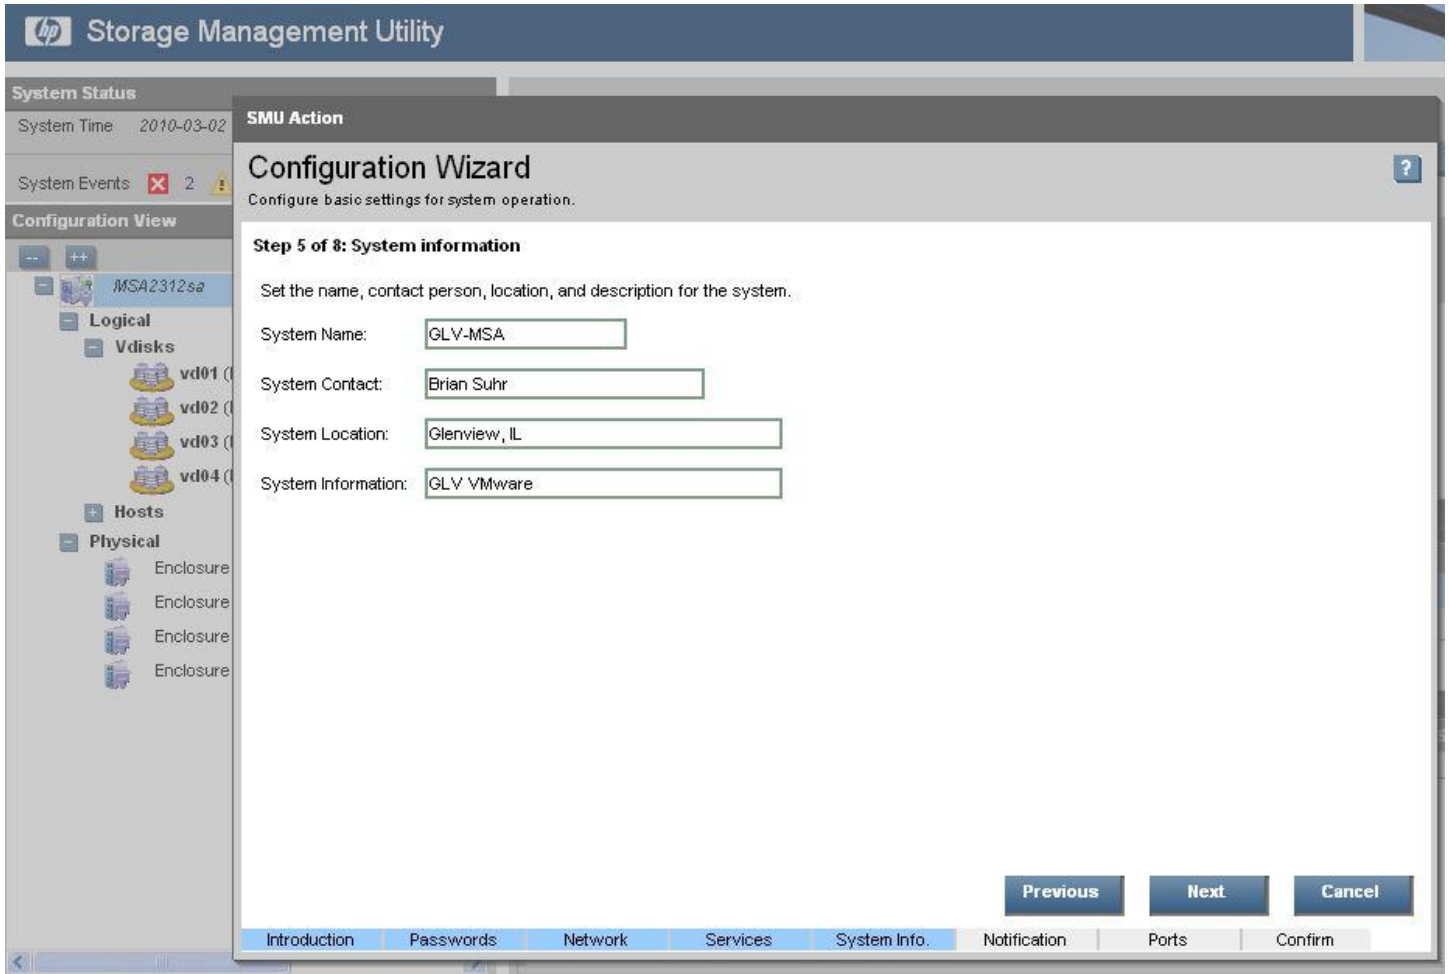 hp Storage Management Utility
System Status
System Time 2010-03-02
System Events 2
Configuration View
-- ++
MSA2312sa
Logical
Vdisks
vd01 (
vd02 (
vd03 (
vd04 (
Hosts
Physical
Enclosure
Enclosure
Enclosure
Enclosure
SMU Action
Configuration Wizard
?
Configure basic settings for system operation.
Step 5 of 8: System information
Set the name, contact person, location, and description for the system.
System Name: GLV-MSA
System Contact: Brian Suhr
System Location: Glenview, IL
System Information: GLV VMware
Previous Next Cancel
Introduction Passwords Network Services System Info. Notification Ports Confirm